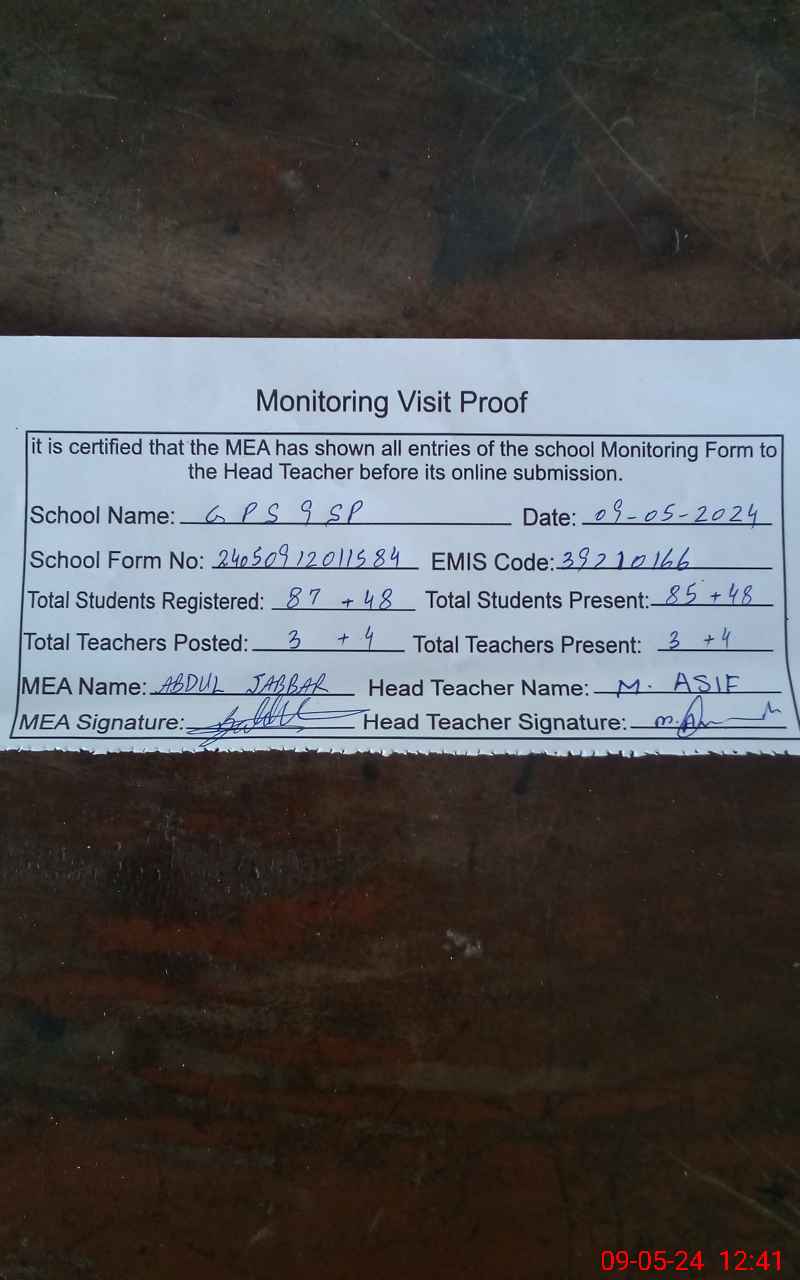 Monitoring Visit Proof
it is certified that the MEA has shown all entries of the school Monitoring Form to
the Head Teacher before its online submission.
School Name: G P S 9 SP Date: 09-05-2024
School Form No: 24050912011584 EMIS Code: 39210166
Total Students Registered: 87 + 48 Total Students Present: 85 + 48
Total Teachers Posted: 3 + 4 Total Teachers Present: 3 + 4
MEA Name: ABDUL JABBAR Head Teacher Name: M. ASIF
MEA Signature: Head Teacher Signature:
09-05-24 12:41